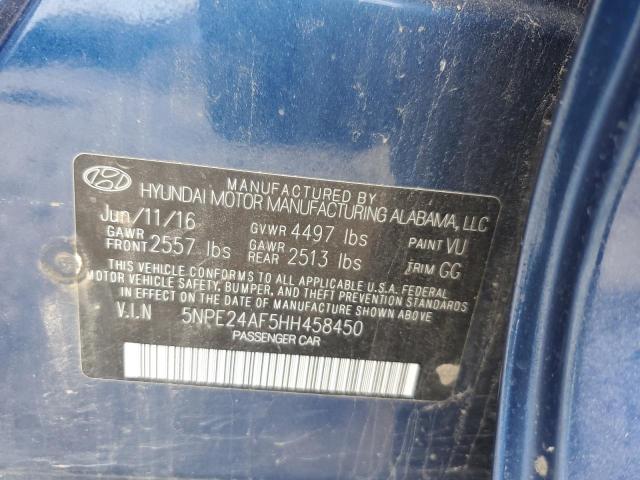 MANUFACTURED BY
HYUNDAI MOTOR MANUFACTURING ALABAMA, LLC
Jun/11/16 GVWR 4497 lbs PAINT VU
GAWR FRONT 2557 lbs GAWR REAR 2513 lbs TRIM GG
THIS VEHICLE CONFORMS TO ALL APPLICABLE U.S.A. FEDERAL
MOTOR VEHICLE SAFETY, BUMPER, AND THEFT PREVENTION
STANDARDS IN EFFECT ON THE DATE OF MANUFACTURE SHOWN ABOVE.
V.I.N 5NPE24AF5HH458450
PASSENGER CAR